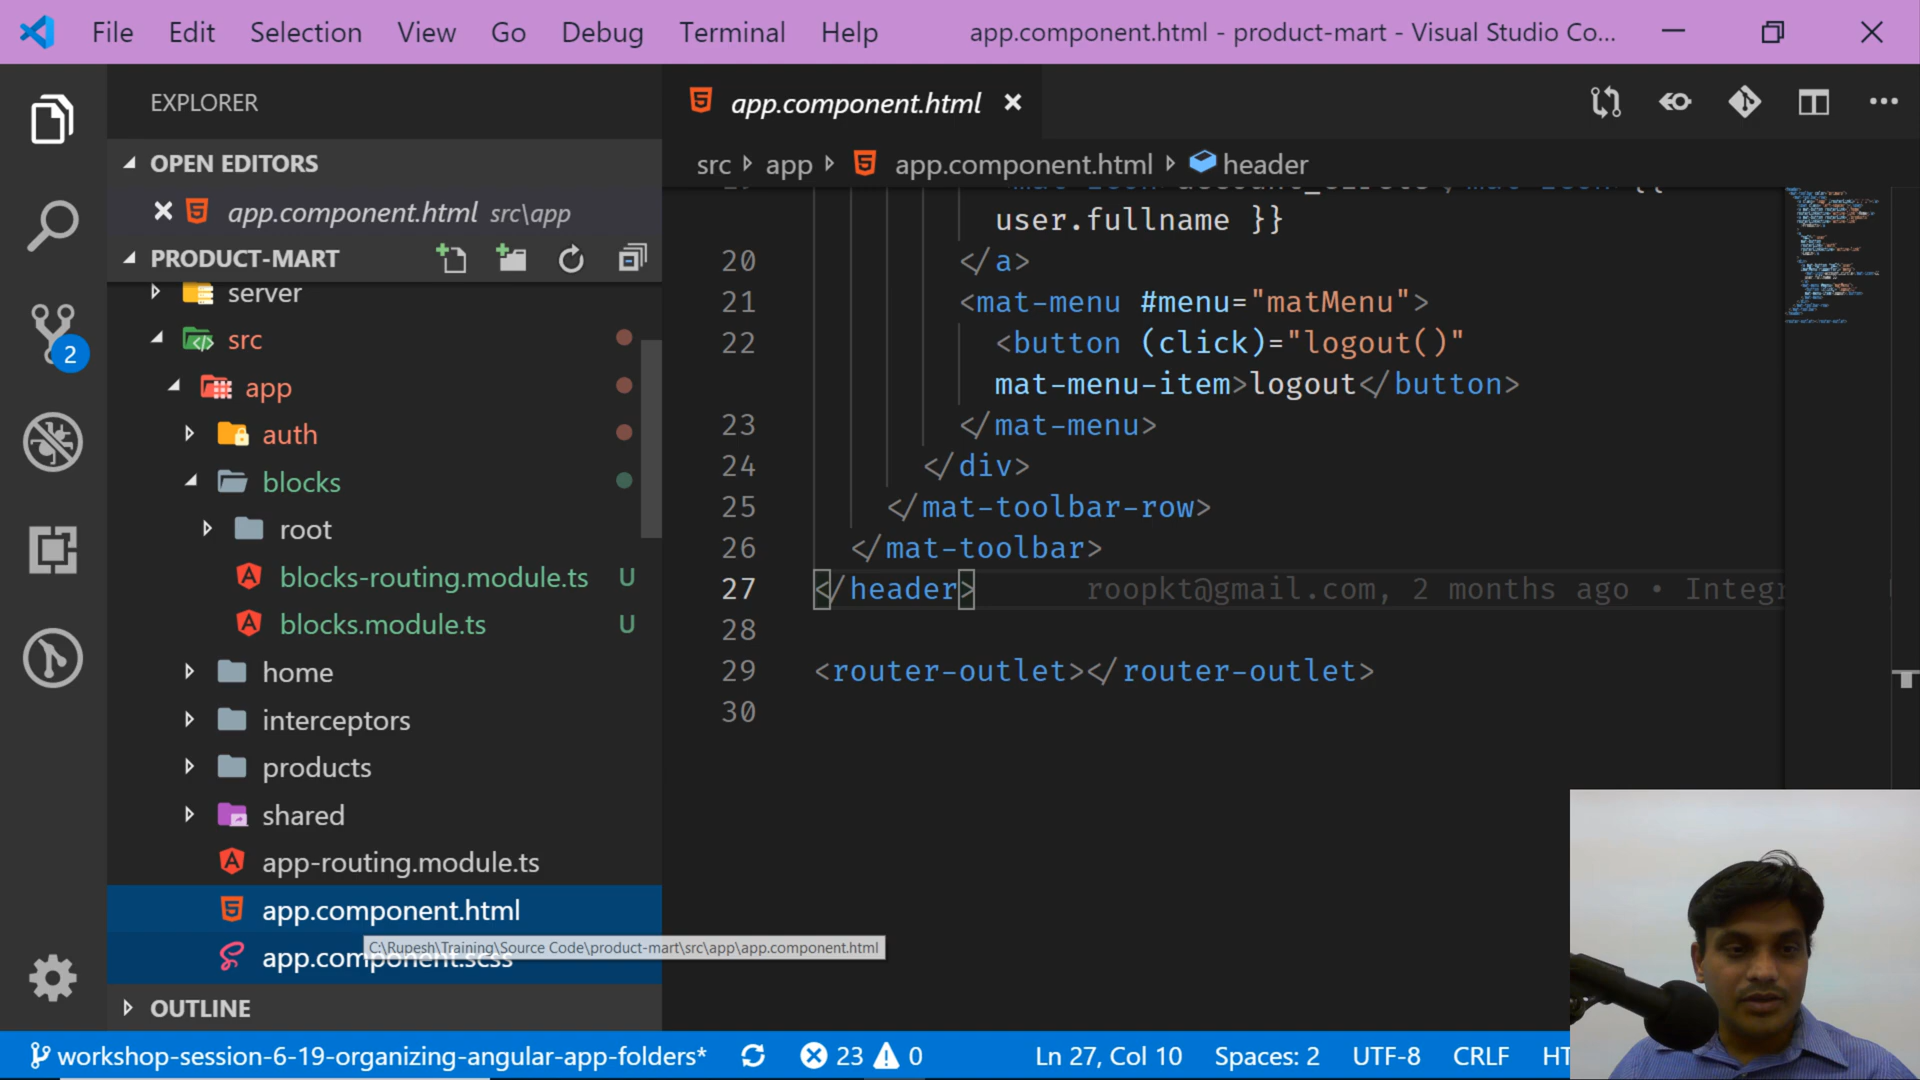 File Edit Selection View Go Debug Terminal Help app.component.html - product-mart - Visual Studio Co...
EXPLORER
OPEN EDITORS
app.component.html src\app
PRODUCT-MART
server
src
app
auth
blocks
root
blocks-routing.module.ts U
blocks.module.ts U
home
interceptors
products
shared
app-routing.module.ts
app.component.html
C:\Rupesh\Training\Source Code\product-mart\src\app\app.component.html
app.component.scss
OUTLINE
2
app.component.html
src app app.component.html header
user.fullname }}
20 </a>
21 <mat-menu #menu="matMenu">
22 <button (click)="logout()"
mat-menu-item>logout</button>
23 </mat-menu>
24 </div>
25 </mat-toolbar-row>
26 </mat-toolbar>
27 </header> roopkt@gmail.com, 2 months ago • Integr
28
29 <router-outlet></router-outlet>
30
workshop-session-6-19-organizing-angular-app-folders* 23 0 Ln 27, Col 10 Spaces: 2 UTF-8 CRLF HT